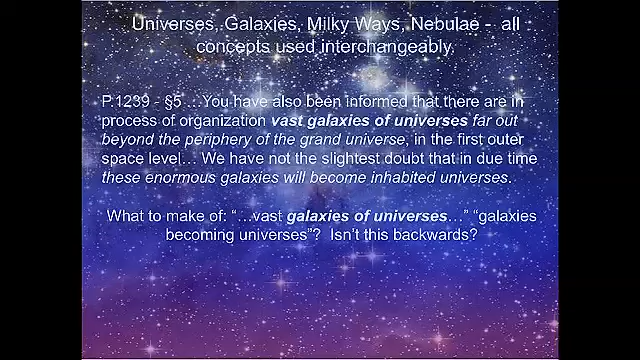 Universes, Galaxies, Milky Ways, Nebulae - all
concepts used interchangeably
P.1239 - §5 …You have also been informed that there are in
process of organization vast galaxies of universes far out
beyond the periphery of the grand universe, in the first outer
space level… We have not the slightest doubt that in due time
these enormous galaxies will become inhabited universes.
What to make of: “…vast galaxies of universes…” “galaxies
becoming universes”? Isn't this backwards?